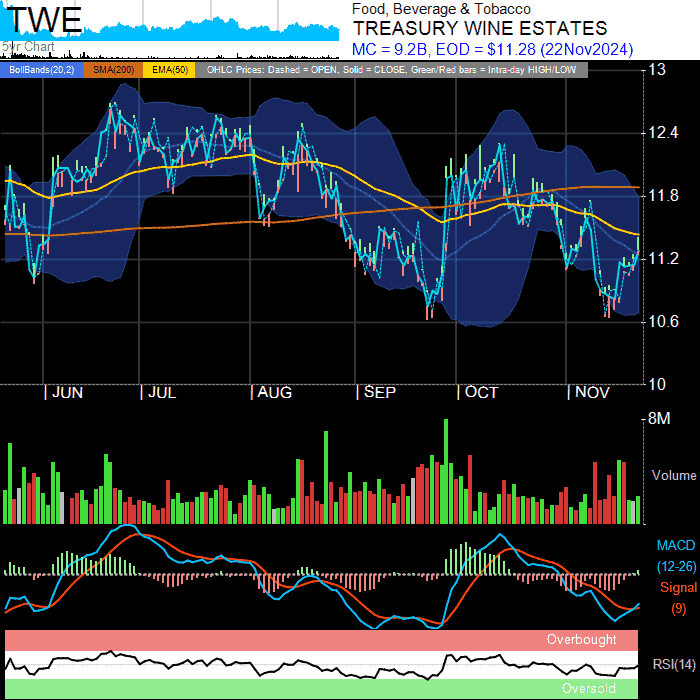 TWE
5yr Chart
Food, Beverage & Tobacco
TREASURY WINE ESTATES
MC = 9.2B, EOD = $11.28 (22Nov2024)
BollBands(20,2) SMA(200) EMA(50) OHLC Prices: Dashed = OPEN, Solid = CLOSE, Green/Red bars = Intra-day HIGH/LOW
13
12.4
11.8
11.2
10.6
10
| JUN | JUL | AUG | SEP | OCT | NOV
8M
Volume
MACD
(12-26)
Signal
(9)
Overbought
RSI(14)
Oversold